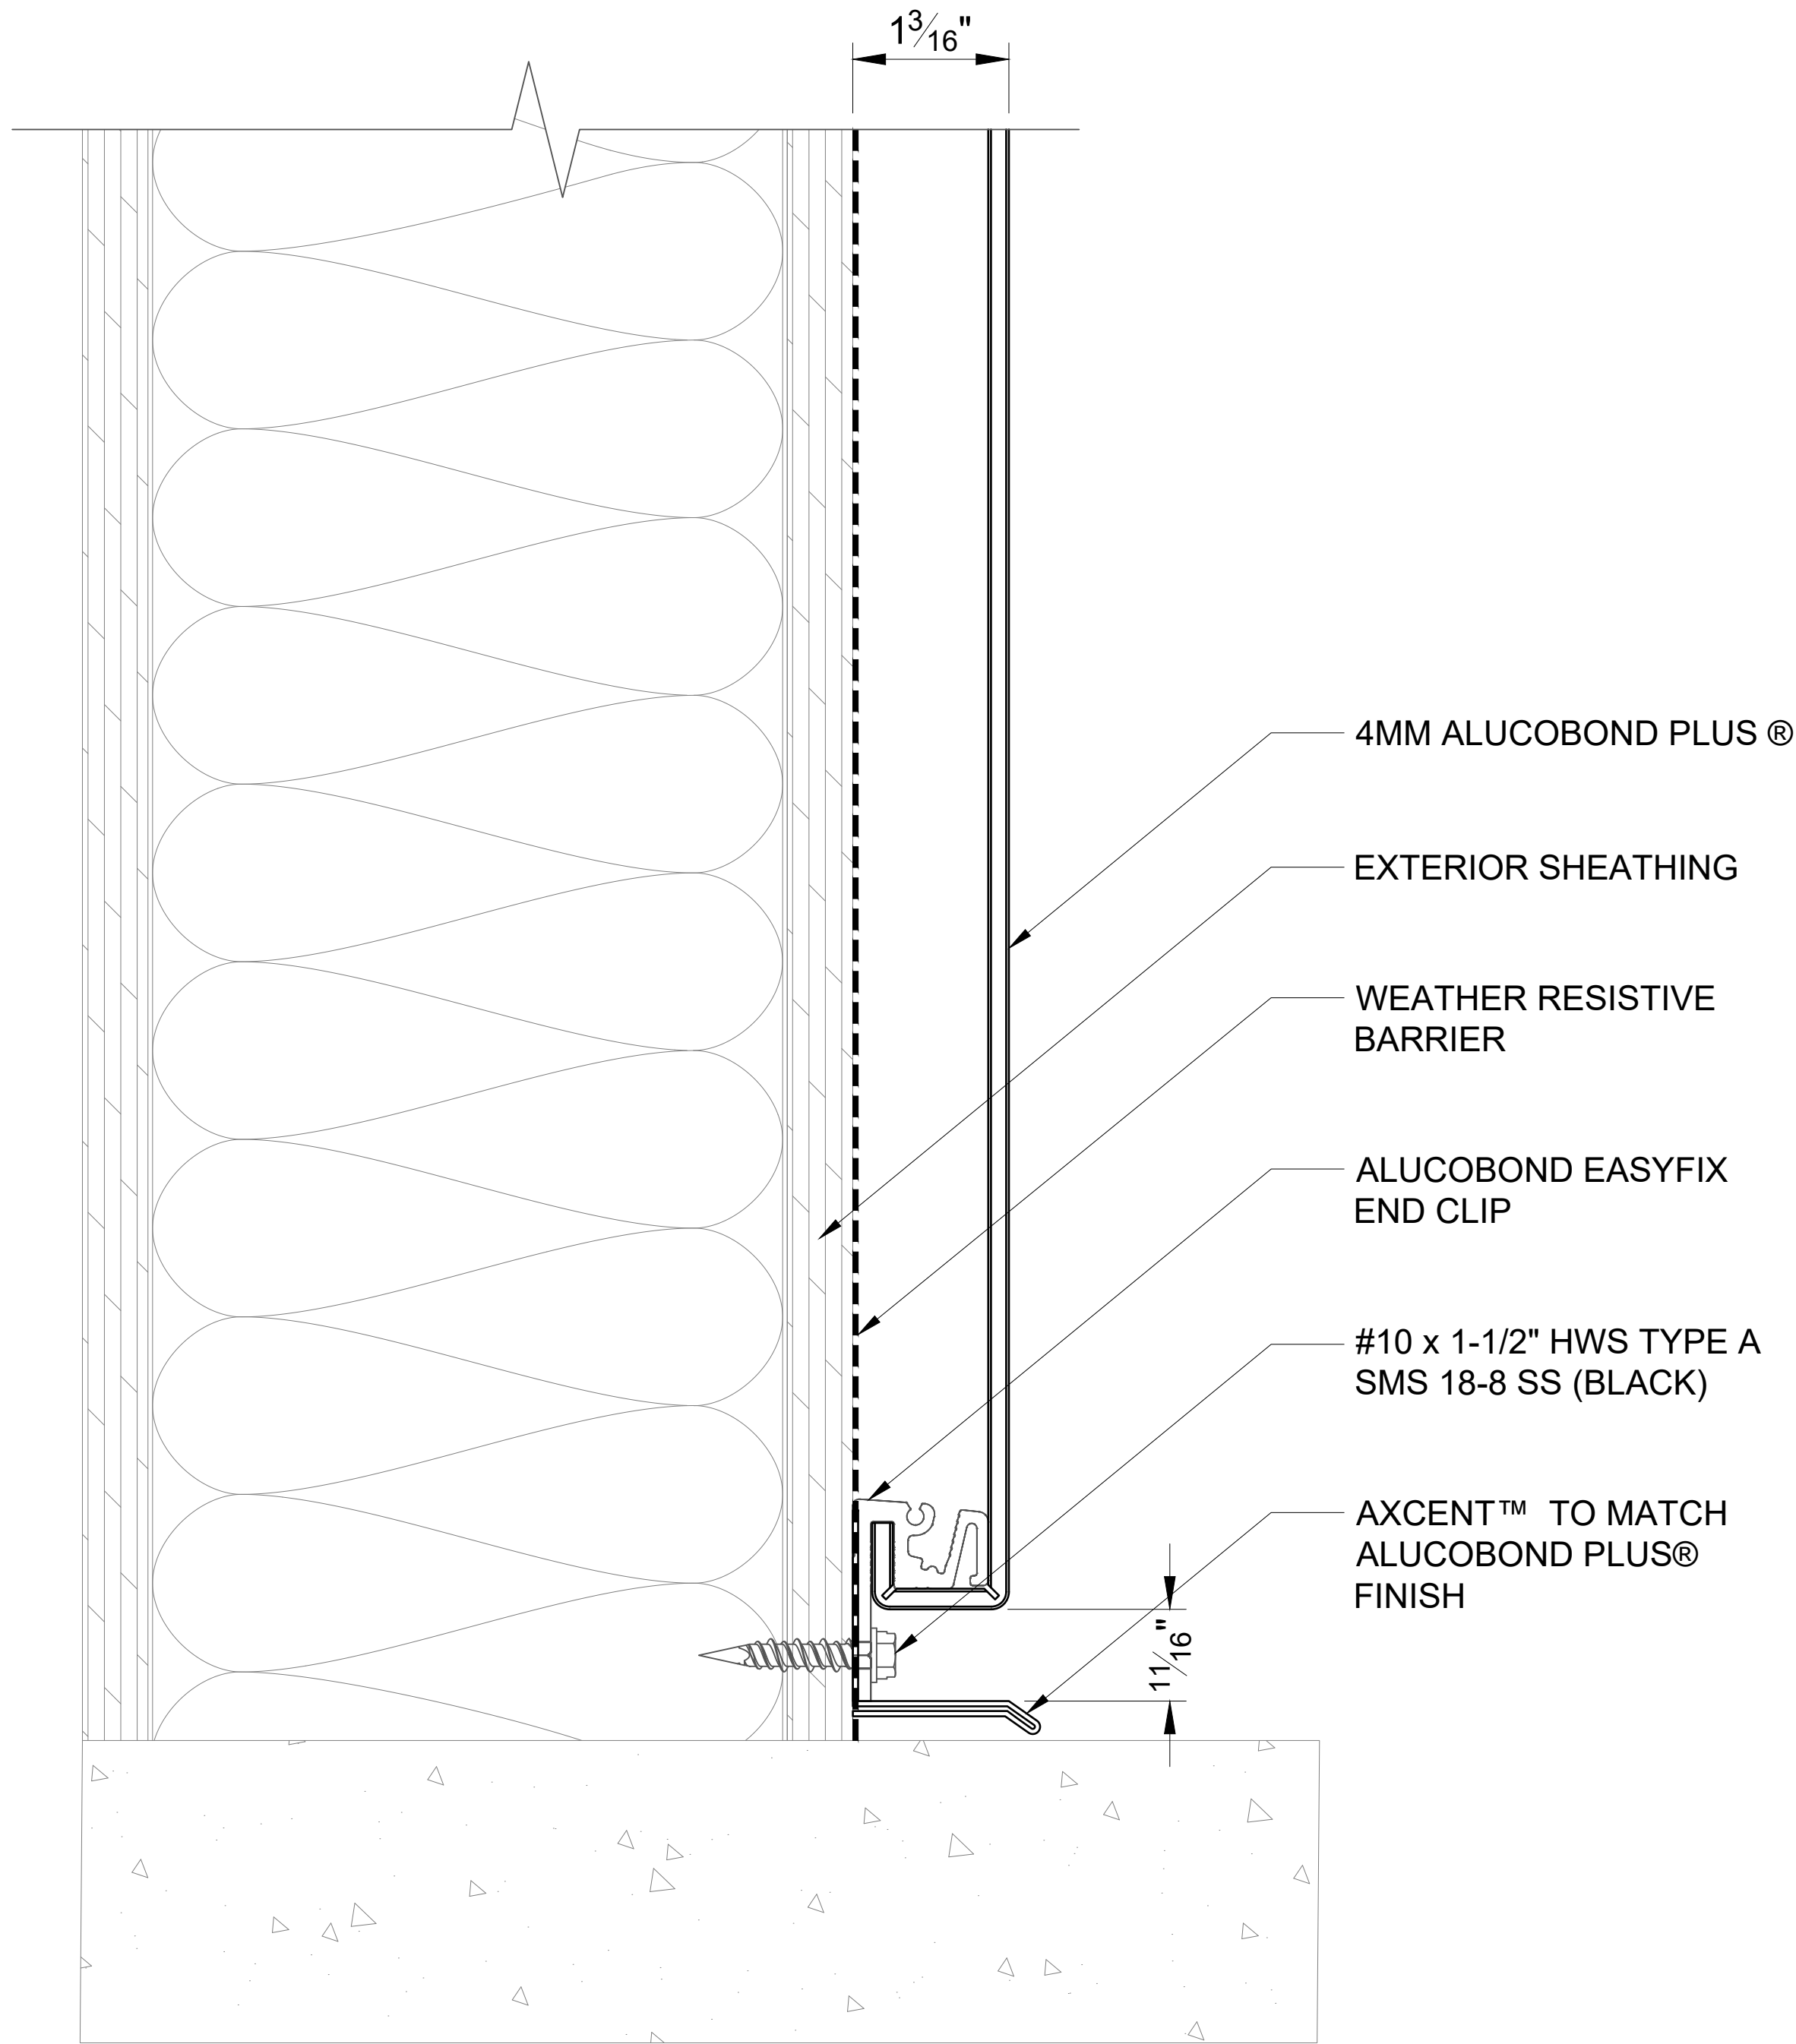 1 3/16"
4MM ALUCOBOND PLUS ®
EXTERIOR SHEATHING
WEATHER RESISTIVE
BARRIER
ALUCOBOND EASYFIX
END CLIP
#10 x 1-1/2" HWS TYPE A
SMS 18-8 SS (BLACK)
AXCENT™ TO MATCH
ALUCOBOND PLUS®
FINISH
11/16"